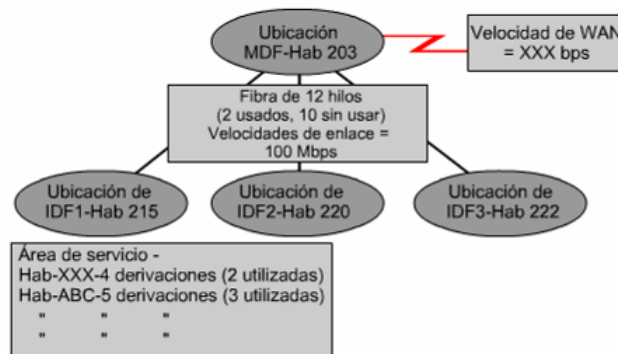 Ubicación
MDF-Hab 203
Velocidad de WAN
= XXX bps
Fibra de 12 hilos
(2 usados, 10 sin usar)
Velocidades de enlace =
100 Mbps
Ubicación de
IDF1-Hab 215
Ubicación de
IDF2-Hab 220
Ubicación de
IDF3-Hab 222
Área de servicio -
Hab-XXX-4 derivaciones (2 utilizadas)
Hab-ABC-5 derivaciones (3 utilizadas)
" " "
" " "